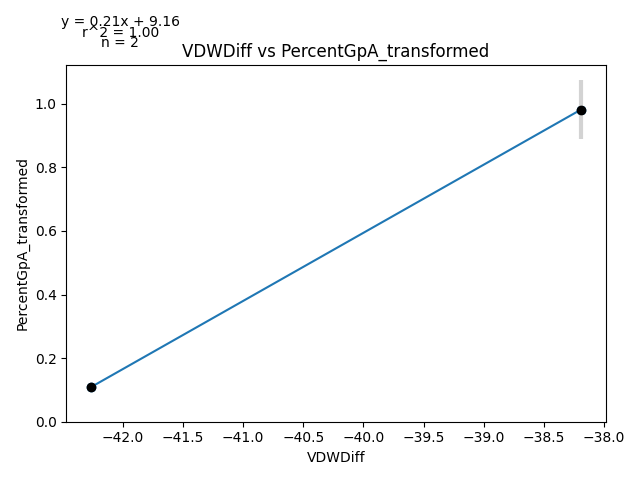 y = 0.21x + 9.16
r^2 = 1.00
n = 2
VDWDiff vs PercentGpA_transformed
PercentGpA_transformed
1.0
0.8
0.6
0.4
0.2
0.0
−42.0 −41.5 −41.0 −40.5 −40.0 −39.5 −39.0 −38.5 −38.0
VDWDiff